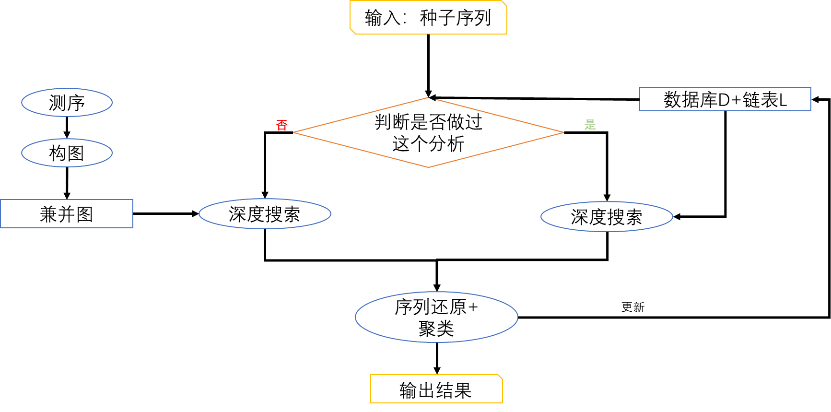 输入：种子序列
测序
数据库D+链表L
否
判断是否做过
这个分析
是
构图
兼并图
深度搜索
深度搜索
序列还原+
聚类
更新
输出结果